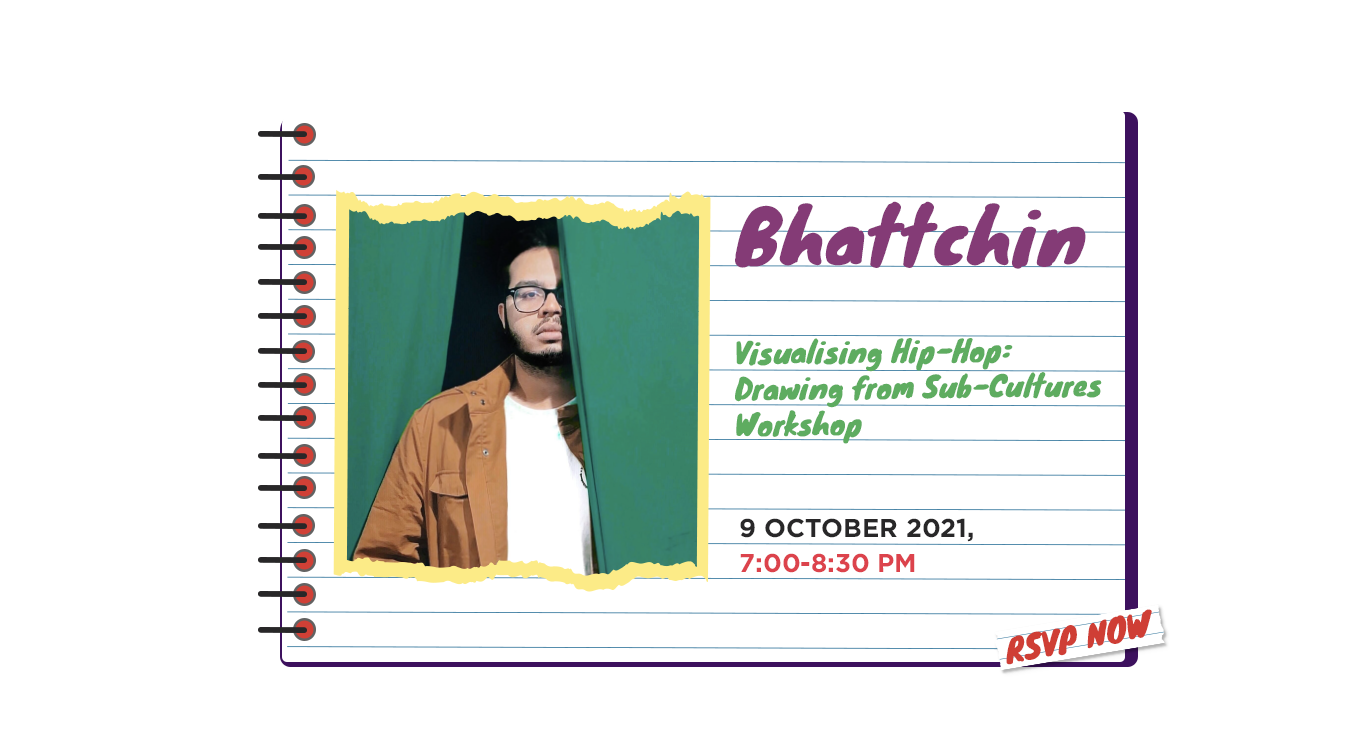 Bhattchin
Visualising Hip-Hop:
Drawing from Sub-Cultures
Workshop
9 OCTOBER 2021,
7:00-8:30 PM
RSVP NOW